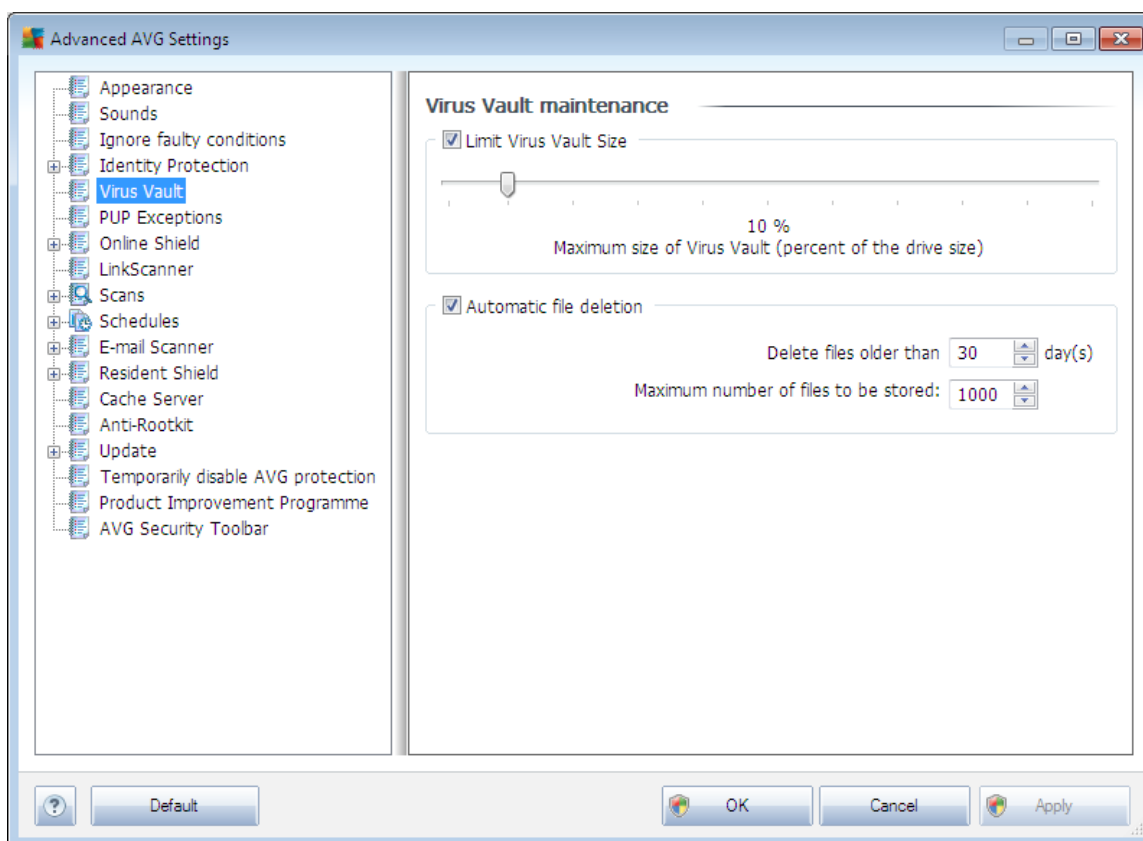 Advanced AVG Settings
Appearance
Sounds
Ignore faulty conditions
Identity Protection
Virus Vault
PUP Exceptions
Online Shield
LinkScanner
Scans
Schedules
E-mail Scanner
Resident Shield
Cache Server
Anti-Rootkit
Update
Temporarily disable AVG protection
Product Improvement Programme
AVG Security Toolbar
Virus Vault maintenance
Limit Virus Vault Size
10 %
Maximum size of Virus Vault (percent of the drive size)
Automatic file deletion
Delete files older than 30 day(s)
Maximum number of files to be stored: 1000
? Default OK Cancel Apply